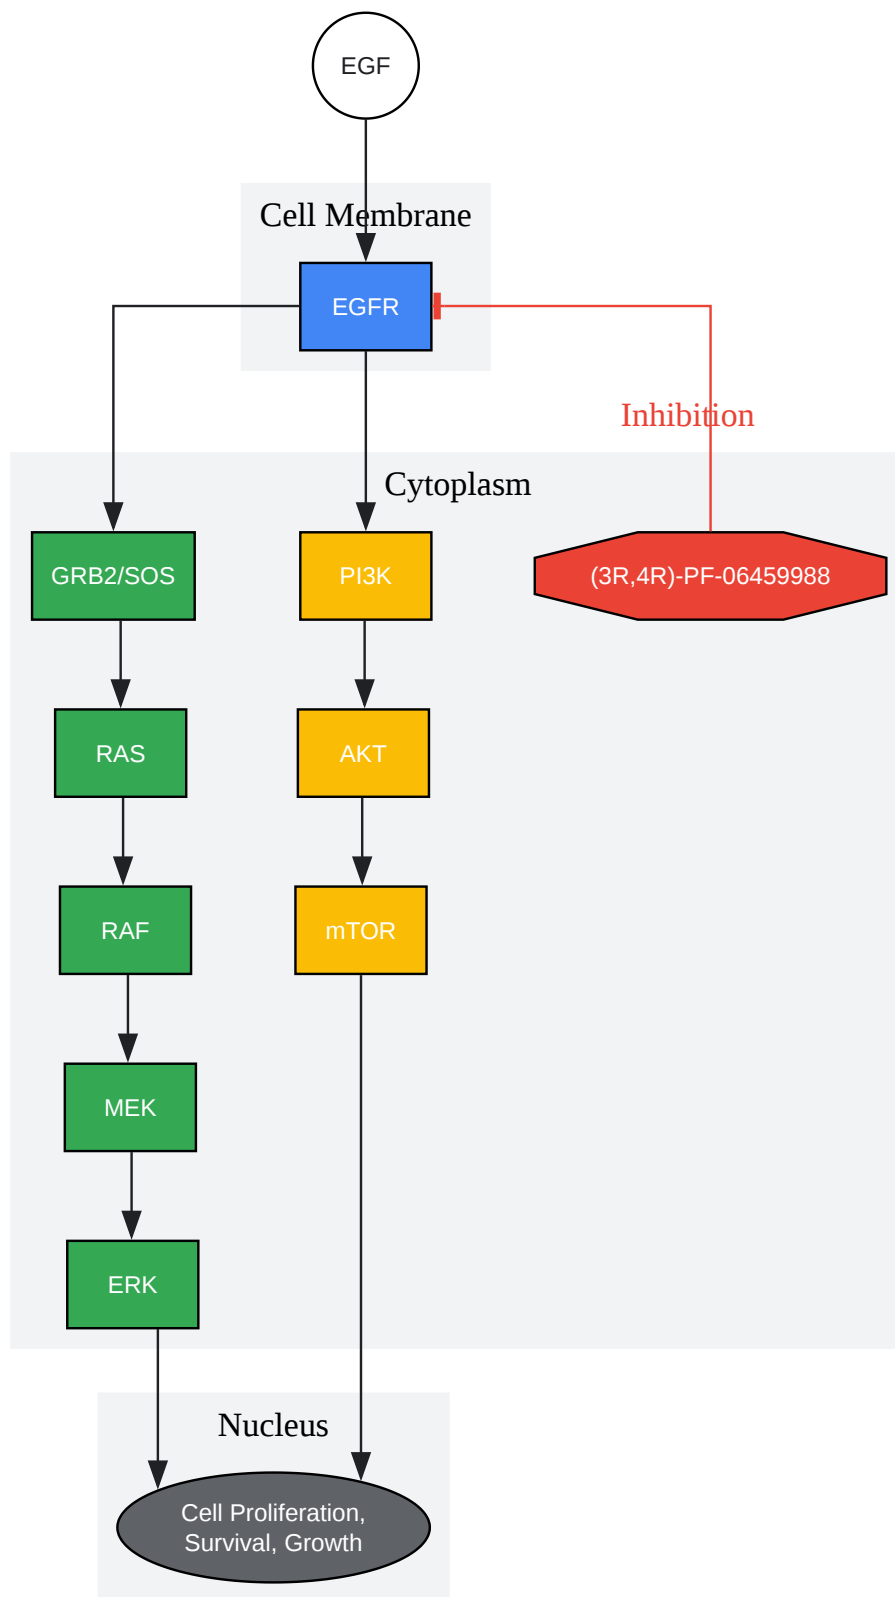 EGF
Cell Membrane
EGFR
Inhibition
Cytoplasm
GRB2/SOS
PI3K
(3R,4R)-PF-06459988
RAS
AKT
RAF
mTOR
MEK
ERK
Nucleus
Cell Proliferation,
Survival, Growth